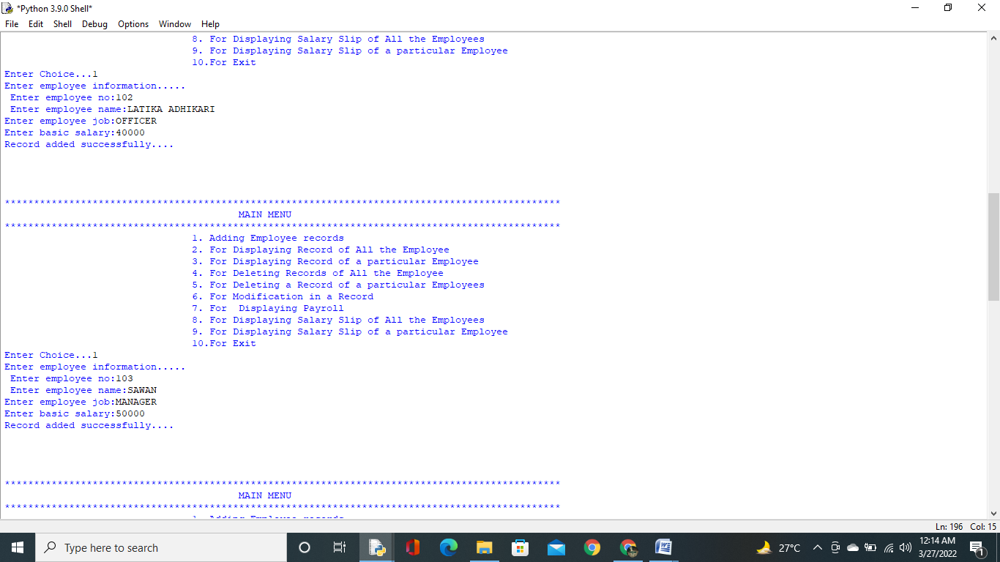 *Python 3.9.0 Shell*
File Edit Shell Debug Options Window Help
8. For Displaying Salary Slip of All the Employees
9. For Displaying Salary Slip of a particular Employee
10.For Exit
Enter Choice...1
Enter employee information.....
Enter employee no:102
Enter employee name:LATIKA ADHIKARI
Enter employee job:OFFICER
Enter basic salary:40000
Record added successfully....
***********************************************************************************************
MAIN MENU
***********************************************************************************************
1. Adding Employee records
2. For Displaying Record of All the Employee
3. For Displaying Record of a particular Employee
4. For Deleting Records of All the Employee
5. For Deleting a Record of a particular Employees
6. For Modification in a Record
7. For  Displaying Payroll
8. For Displaying Salary Slip of All the Employees
9. For Displaying Salary Slip of a particular Employee
10.For Exit
Enter Choice...1
Enter employee information.....
Enter employee no:103
Enter employee name:SAWAN
Enter employee job:MANAGER
Enter basic salary:50000
Record added successfully....
***********************************************************************************************
MAIN MENU
***********************************************************************************************
1. Adding Employee records
Ln: 196 Col: 15
Type here to search
27°C
12:14 AM
3/27/2022
1